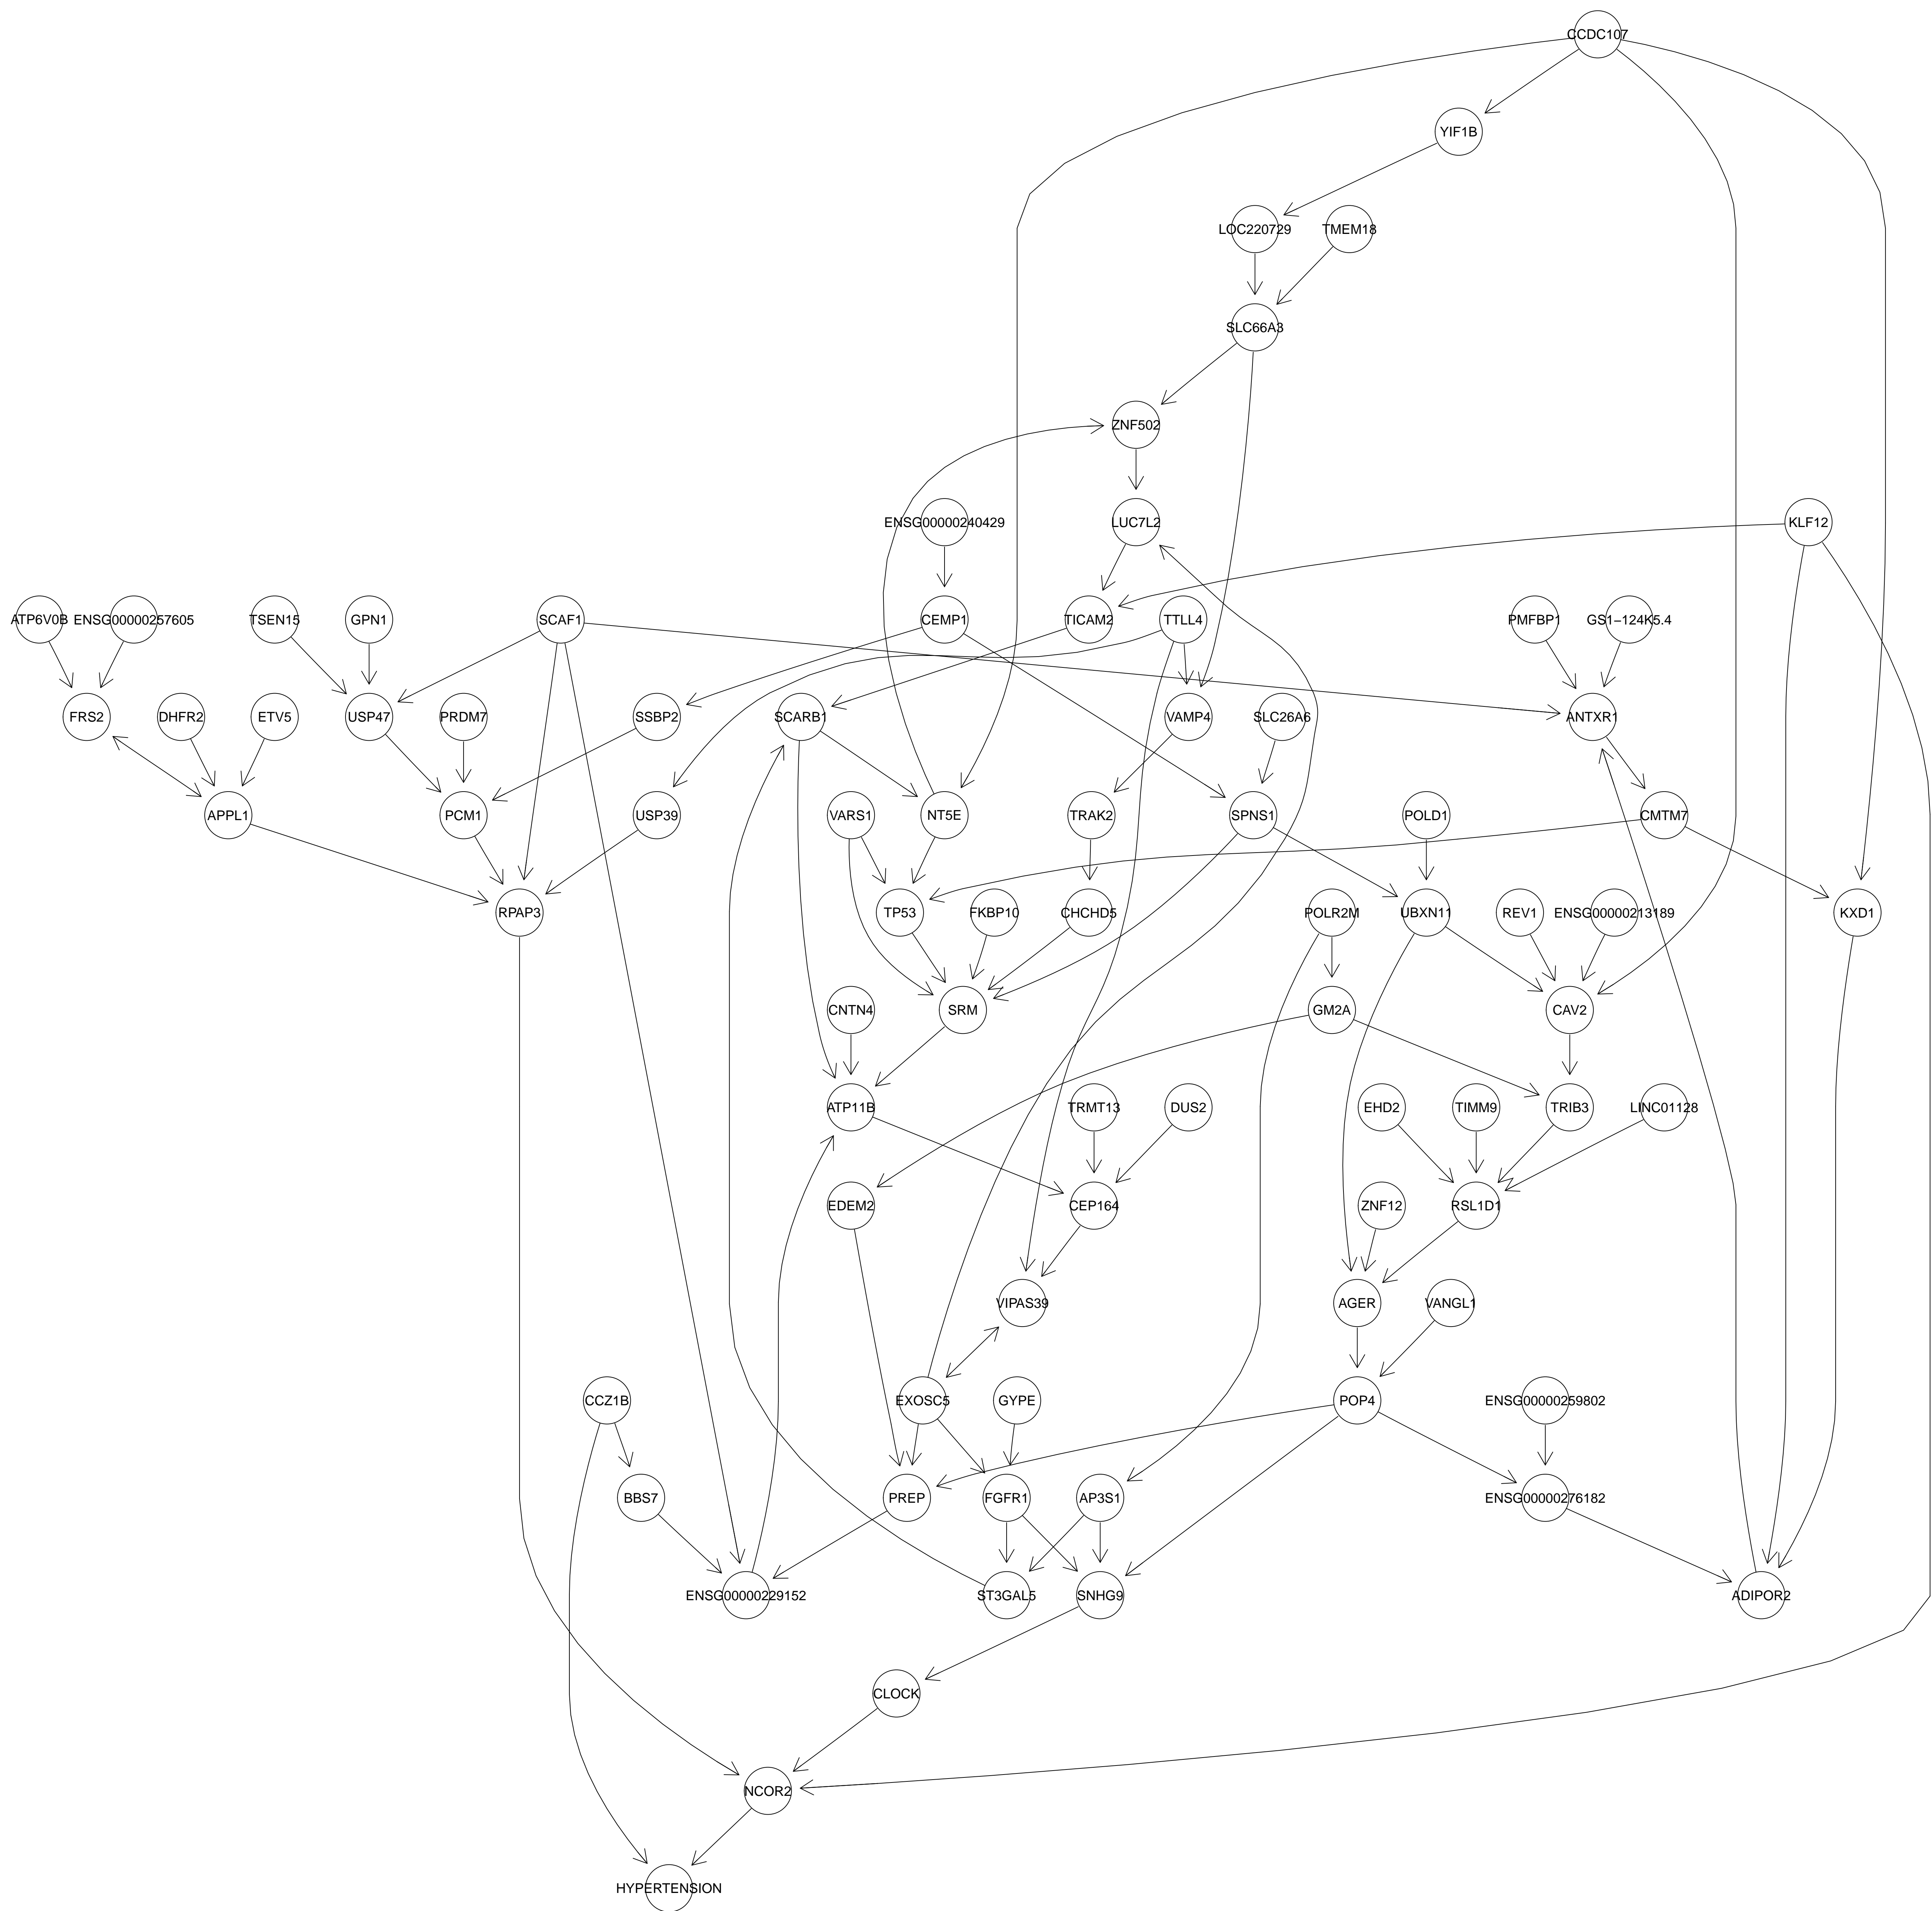 CCDC107
YIF1B
LOC220729
TMEM18
SLC66A3
ZNF502
ENSG00000240429
LUC7L2
KLF12
ATP6V0B
ENSG00000257605
TSEN15
GPN1
SCAF1
CEMP1
TICAM2
TTLL4
PMFBP1
GS1−124K5.4
FRS2
DHFR2
ETV5
USP47
PRDM7
SSBP2
SCARB1
VAMP4
SLC26A6
ANTXR1
APPL1
PCM1
USP39
VARS1
NT5E
TRAK2
SPNS1
POLD1
CMTM7
RPAP3
TP53
FKBP10
CHCHD5
POLR2M
UBXN11
REV1
ENSG00000213189
KXD1
CNTN4
SRM
GM2A
CAV2
ATP11B
TRMT13
DUS2
EHD2
TIMM9
TRIB3
LINC01128
EDEM2
CEP164
ZNF12
RSL1D1
VIPAS39
AGER
VANGL1
CCZ1B
EXOSC5
GYPE
POP4
ENSG00000259802
BBS7
PREP
FGFR1
AP3S1
ENSG00000276182
ENSG00000229152
ST3GAL5
SNHG9
ADIPOR2
CLOCK
NCOR2
HYPERTENSION